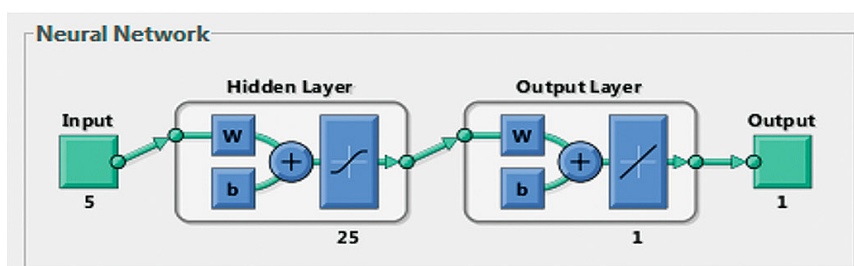 Neural Network
Hidden Layer
Output Layer
Input
Output
W
W
+
+
b
b
5
1
25
1